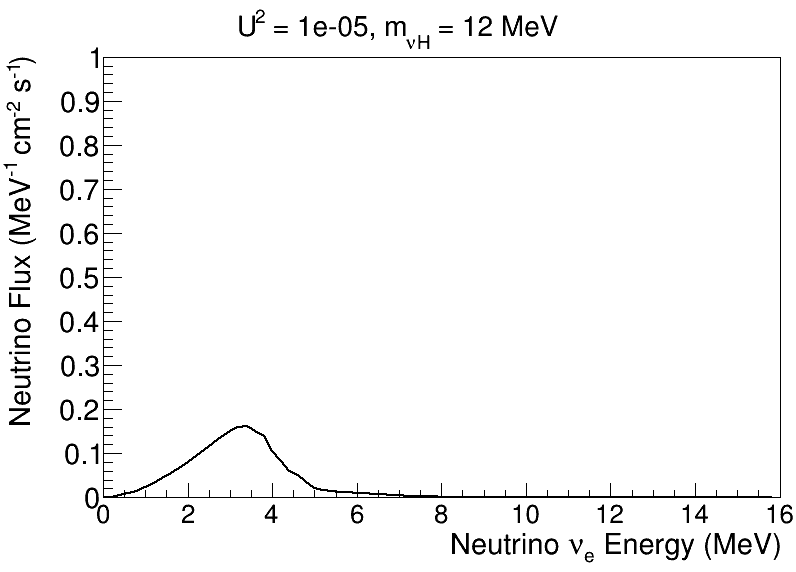 U² = 1e-05, m_νH = 12 MeV
Neutrino Flux (MeV⁻¹ cm⁻² s⁻¹)
1
0.9
0.8
0.7
0.6
0.5
0.4
0.3
0.2
0.1
0
0 2 4 6 8 10 12 14 16
Neutrino ν_e Energy (MeV)